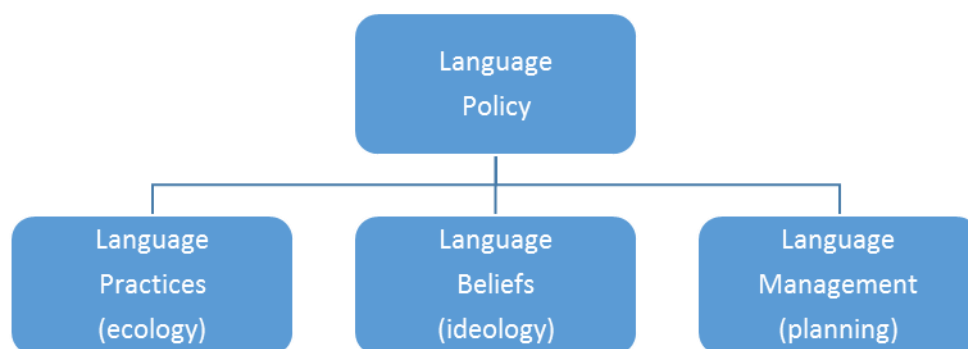 Language
Policy
Language
Practices
(ecology)
Language
Beliefs
(ideology)
Language
Management
(planning)